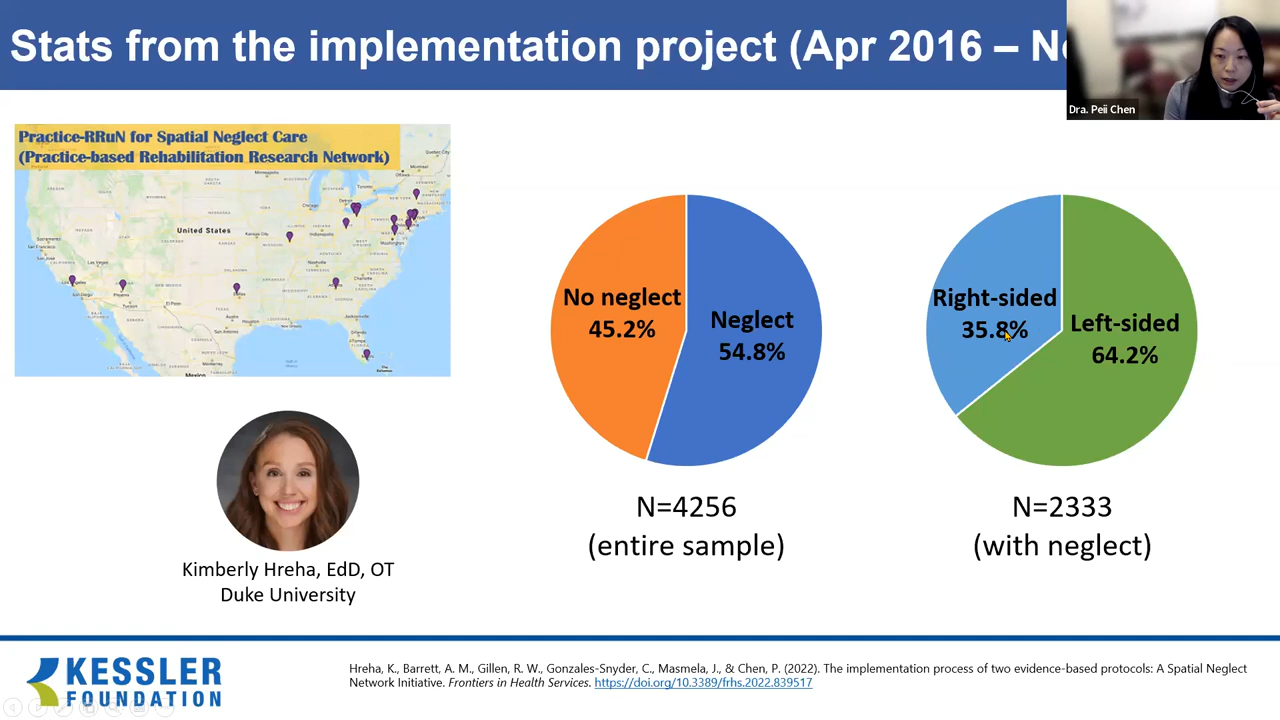 Stats from the implementation project (Apr 2016 –
Dra. Peii Chen
Practice-RRuN for Spatial Neglect Care
(Practice-based Rehabilitation Research Network)
United States
No neglect
45.2%
Neglect
54.8%
Right-sided
35.8%
Left-sided
64.2%
N=4256
(entire sample)
N=2333
(with neglect)
Kimberly Hreha, EdD, OT
Duke University
KESSLER
FOUNDATION
Hreha, K., Barrett, A. M., Gillen, R. W., Gonzales-Snyder, C., Masmela, J., & Chen, P. (2022). The implementation process of two evidence-based protocols: A Spatial Neglect
Network Initiative. Frontiers in Health Services. https://doi.org/10.3389/frhs.2022.839517